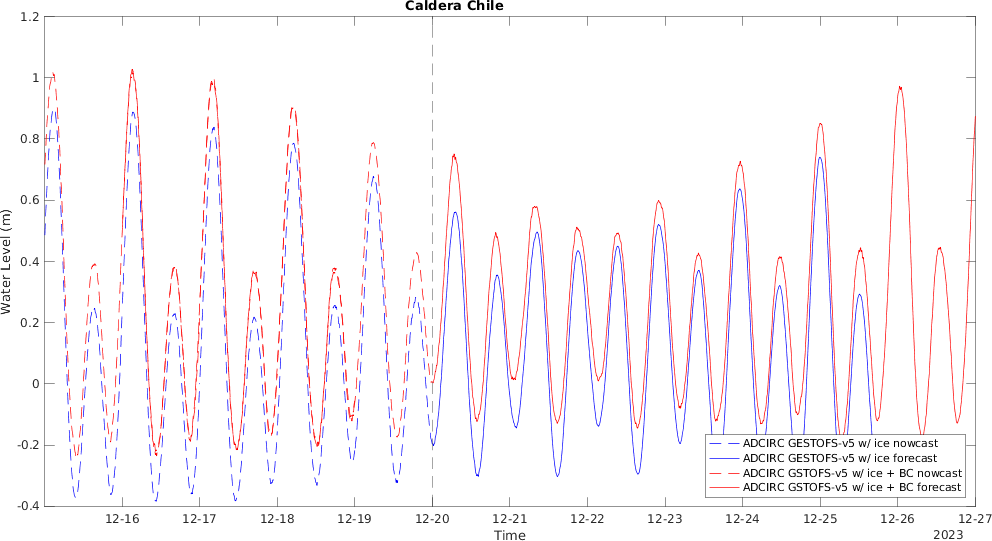 Caldera Chile
1.2
1
0.8
0.6
0.4
0.2
0
-0.2
-0.4
Water Level (m)
12-16 12-17 12-18 12-19 12-20 12-21 12-22 12-23 12-24 12-25 12-26 12-27
Time
2023
ADCIRC GESTOFS-v5 w/ ice nowcast
ADCIRC GESTOFS-v5 w/ ice forecast
ADCIRC GSTOFS-v5 w/ ice + BC nowcast
ADCIRC GSTOFS-v5 w/ ice + BC forecast